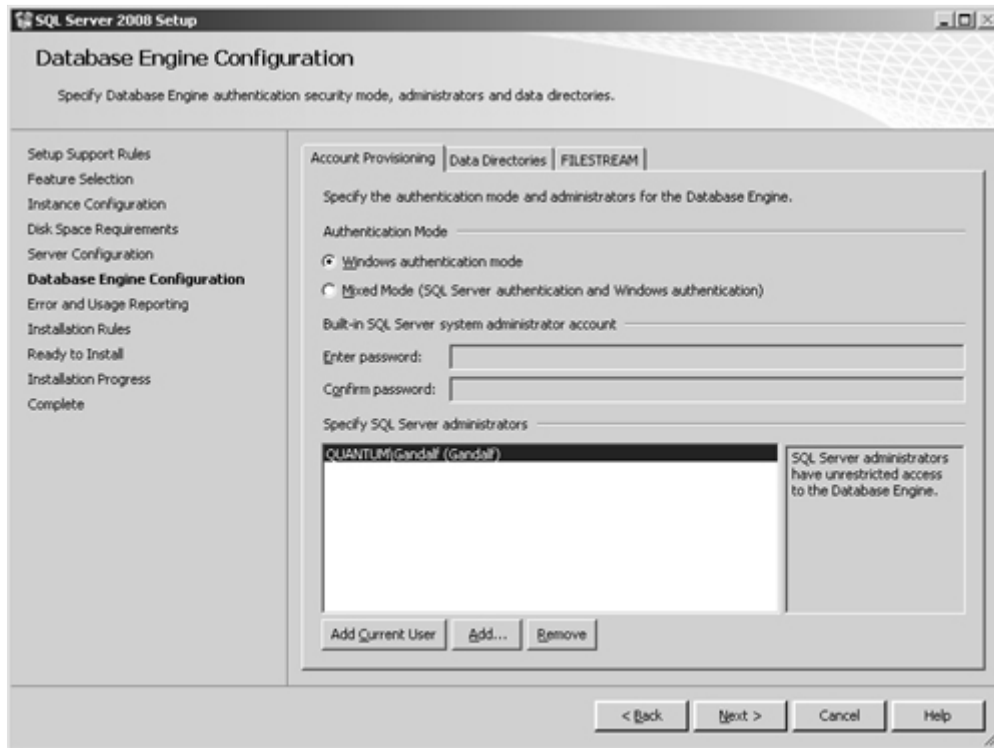 SQL Server 2008 Setup
Database Engine Configuration
Specify Database Engine authentication security mode, administrators and data directories.
Setup Support Rules
Feature Selection
Instance Configuration
Disk Space Requirements
Server Configuration
Database Engine Configuration
Error and Usage Reporting
Installation Rules
Ready to Install
Installation Progress
Complete
Account Provisioning
Data Directories
FILESTREAM
Specify the authentication mode and administrators for the Database Engine.
Authentication Mode
Windows authentication mode
Mixed Mode (SQL Server authentication and Windows authentication)
Built-in SQL Server system administrator account
Enter password:
Confirm password:
Specify SQL Server administrators
QUANTUM\Gandalf (Gandalf)
SQL Server administrators
have unrestricted access
to the Database Engine.
Add Current User
Add...
Remove
< Back
Next >
Cancel
Help